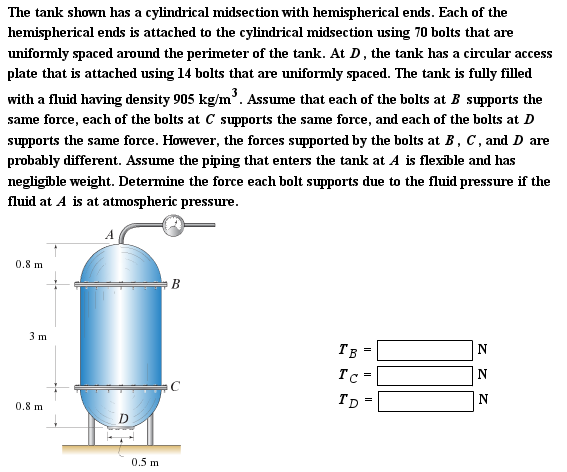 The tank shown has a cylindrical midsection with hemispherical ends. Each of the
hemispherical ends is attached to the cylindrical midsection using 70 bolts that are
uniformly spaced around the perimeter of the tank. At D, the tank has a circular access
plate that is attached using 14 bolts that are uniformly spaced. The tank is fully filled
with a fluid having density 905 kg/m³. Assume that each of the bolts at B supports the
same force, each of the bolts at C supports the same force, and each of the bolts at D
supports the same force. However, the forces supported by the bolts at B, C, and D are
probably different. Assume the piping that enters the tank at A is flexible and has
negligible weight. Determine the force each bolt supports due to the fluid pressure if the
fluid at A is at atmospheric pressure.
A
0.8 m
B
3 m
T B = N
T C = N
C
T D = N
0.8 m
D
0.5 m